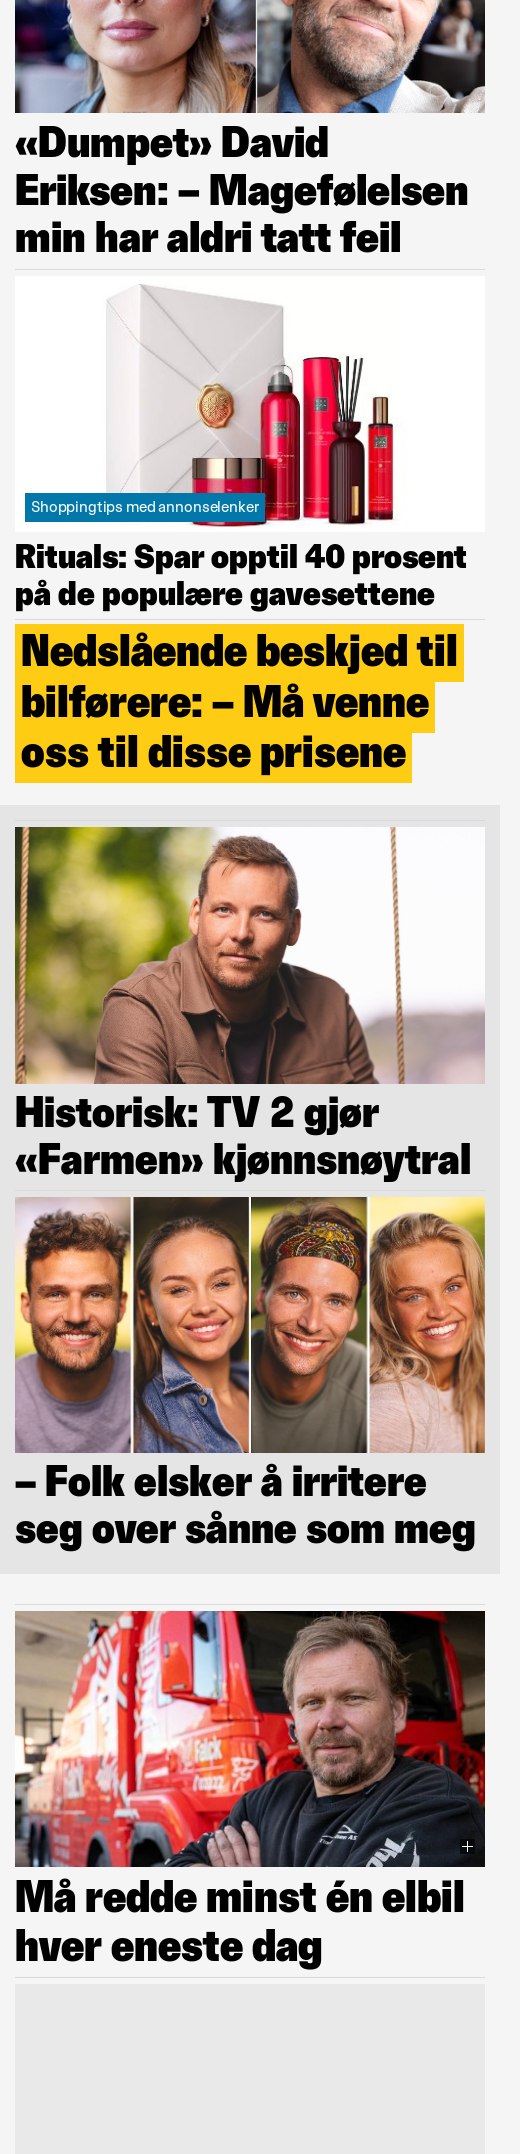 «Dumpet» David
Eriksen: – Magefølelsen
min har aldri tatt feil
Shoppingtips med annonselenker
Rituals: Spar opptil 40 prosent
på de populære gavesettene
Nedslående beskjed til
bilførere: – Må venne
oss til disse prisene
Historisk: TV 2 gjør
«Farmen» kjønnsnøytral
– Folk elsker å irritere
seg over sånne som meg
Falck
Må redde minst én elbil
hver eneste dag